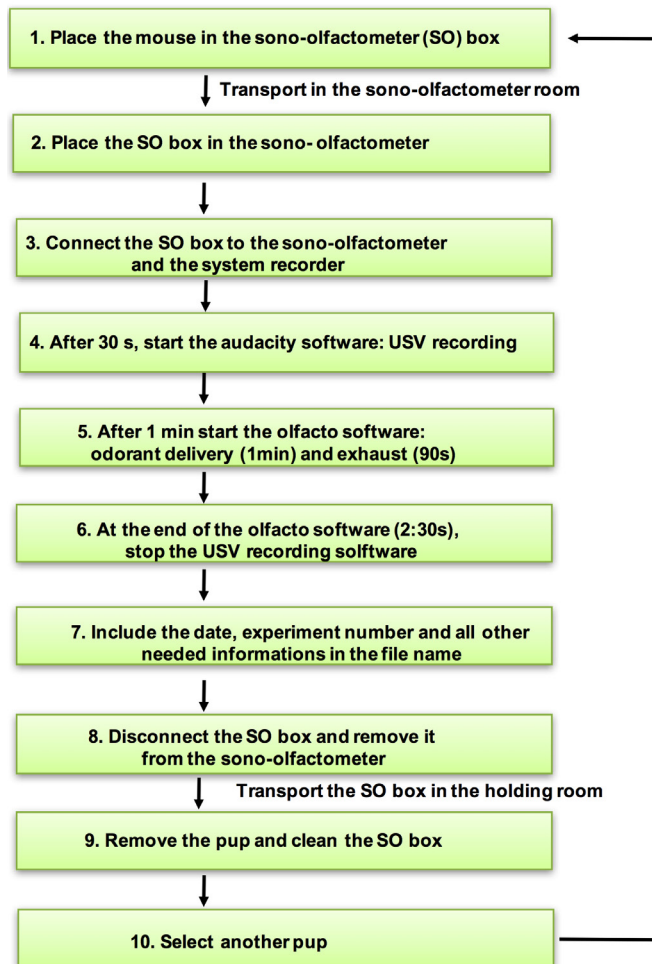 1. Place the mouse in the sono-olfactometer (SO) box
Transport in the sono-olfactometer room
2. Place the SO box in the sono- olfactometer
3. Connect the SO box to the sono-olfactometer
and the system recorder
4. After 30 s, start the audacity software: USV recording
5. After 1 min start the olfacto software:
odorant delivery (1min) and exhaust (90s)
6. At the end of the olfacto software (2:30s),
stop the USV recording solftware
7. Include the date, experiment number and all other
needed informations in the file name
8. Disconnect the SO box and remove it
from the sono-olfactometer
Transport the SO box in the holding room
9. Remove the pup and clean the SO box
10. Select another pup